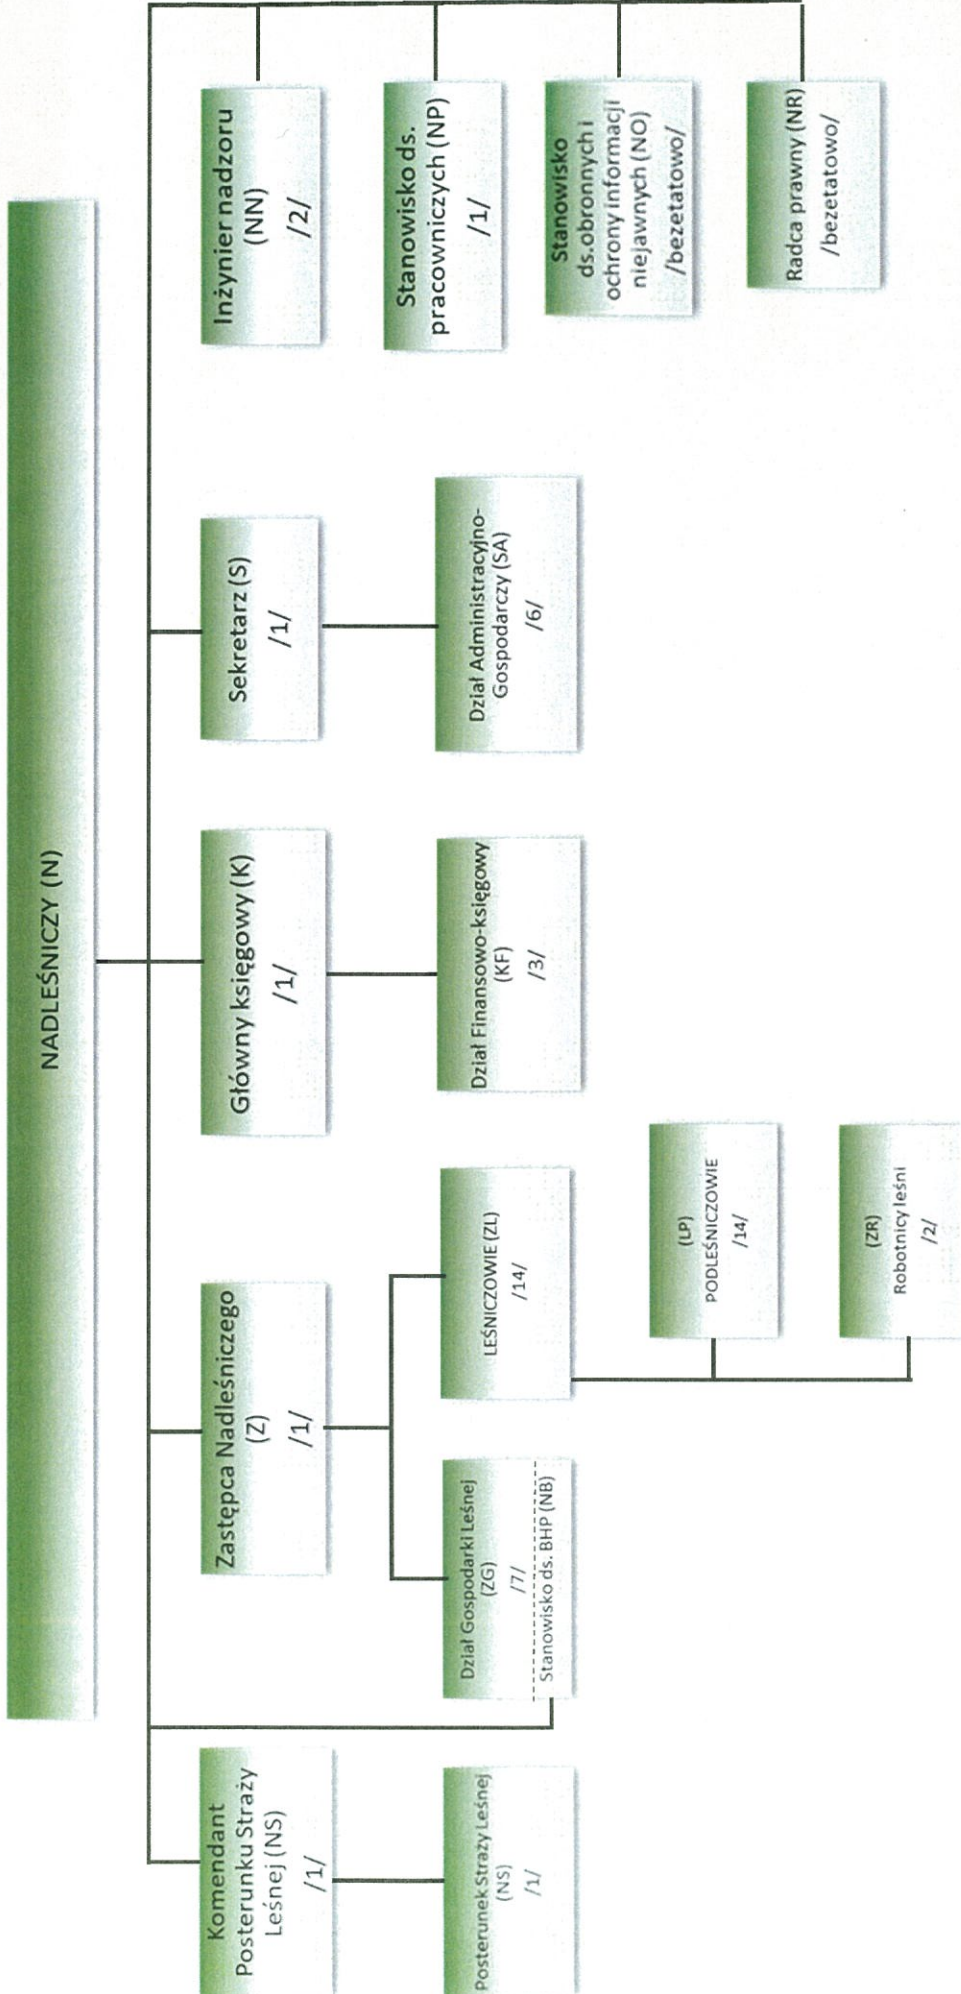 NADLEŚNICZY (N)
Komendant
Posterunku Straży
Leśnej (NS)
/1/
Zastępca Nadleśniczego
(Z)
/1/
Główny księgowy (K)
/1/
Sekretarz (S)
/1/
Inżynier nadzoru
(NN)
/2/
Stanowisko ds.
pracowniczych (NP)
/1/
Stanowisko
ds.obronnych i
ochrony informacji
niejawnych (NO)
/bezetatowo/
Radca prawny (NR)
/bezetatowo/
Posterunek Straży Leśnej
(NS)
/1/
Dział Gospodarki Leśnej
(ZG)
/7/
Stanowisko ds. BHP (NB)
LEŚNICZOWIE (ZL)
/14/
Dział Finansowo-księgowy
(KF)
/3/
Dział Administracyjno-
Gospodarczy (SA)
/6/
(LP)
PODLEŚNICZOWIE
/14/
(ZR)
Robotnicy leśni
/2/